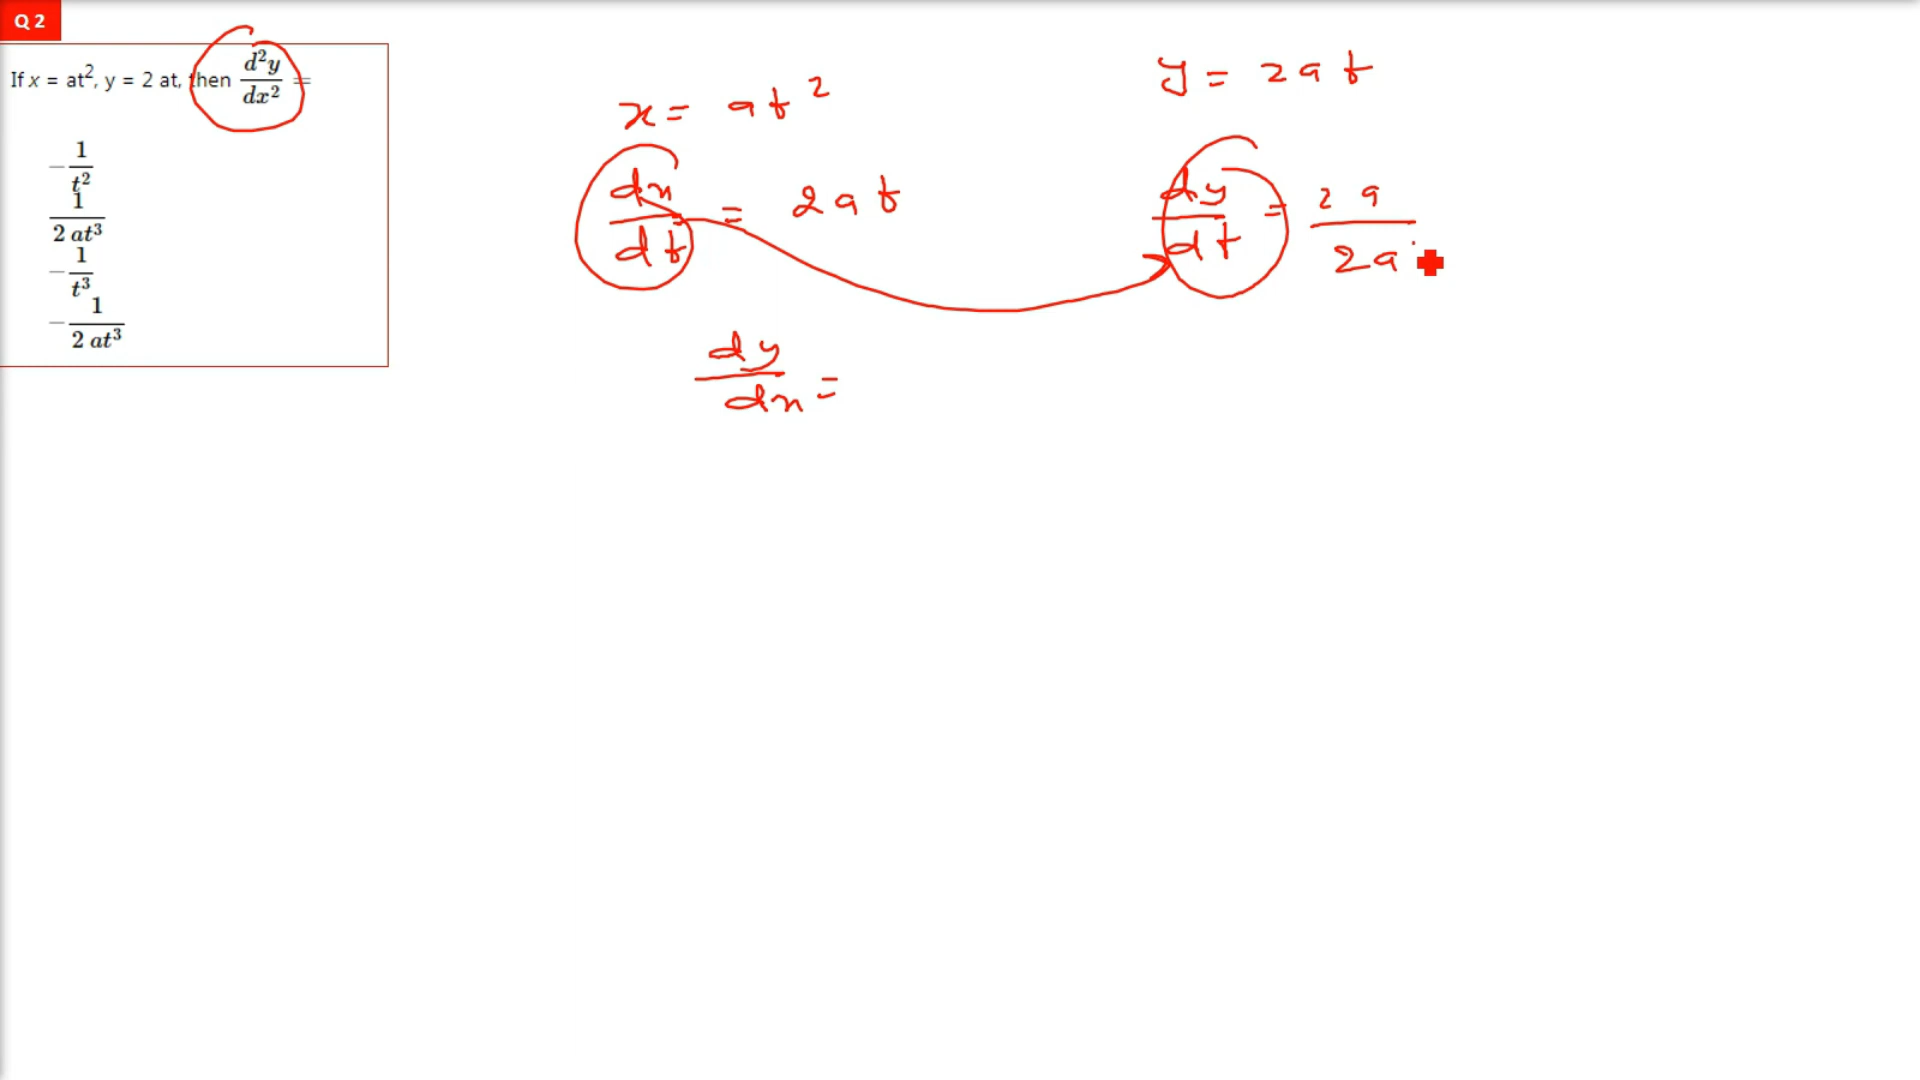 Q 2
If x = at², y = 2 at, then d²y/dx² =
-1/t²
1/2 at³
-1/t³
-1/2 at³
x = at²
y = 2at
dx/dt = 2at
dy/dt = 2a/2a
dy/dx =